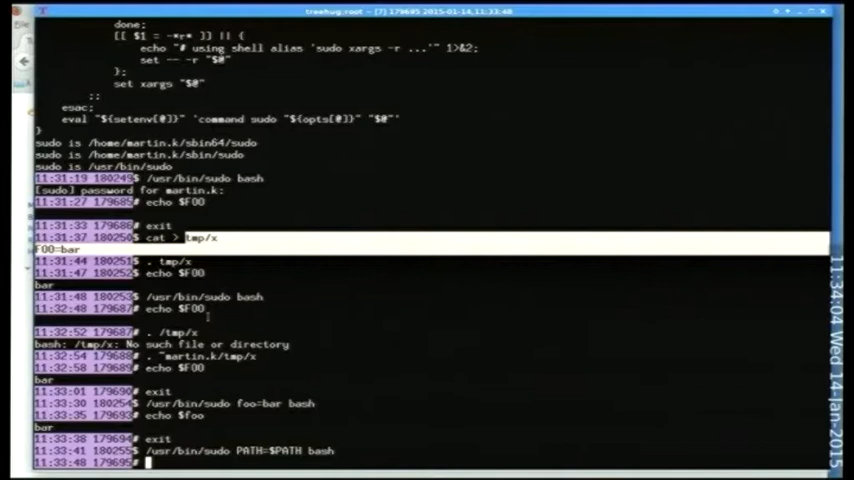 treehug:root - [7] 179695 2015-01-14,11:33:48
done;
[[ $1 = -*r* ]] || {
echo "# using shell alias 'sudo xargs -r ...'" 1>&2;
set -- -r "$@"
};
set xargs "$@"
;;
esac;
eval "${setenv[@]}" 'command sudo "${opts[@]}" "$@"'
}
sudo is /home/martin.k/sbin64/sudo
sudo is /home/martin.k/sbin/sudo
sudo is /usr/bin/sudo
11:31:19 180249$ /usr/bin/sudo bash
[sudo] password for martin.k:
11:31:27 179685# echo $FOO
11:31:33 179686# exit
11:31:37 180250$ cat > tmp/x
FOO=bar
11:31:44 180251$ . tmp/x
11:31:47 180252$ echo $FOO
bar
11:31:48 180253$ /usr/bin/sudo bash
11:32:48 179687# echo $FOO
11:32:52 179687# . /tmp/x
bash: /tmp/x: No such file or directory
11:32:54 179688# . ~martin.k/tmp/x
11:32:58 179689# echo $FOO
bar
11:33:01 179690# exit
11:33:30 180254$ /usr/bin/sudo foo=bar bash
11:33:35 179693# echo $foo
bar
11:33:38 179694# exit
11:33:41 180255$ /usr/bin/sudo PATH=$PATH bash
11:33:48 179695#
11:34:04 Wed 14-Jan-2015